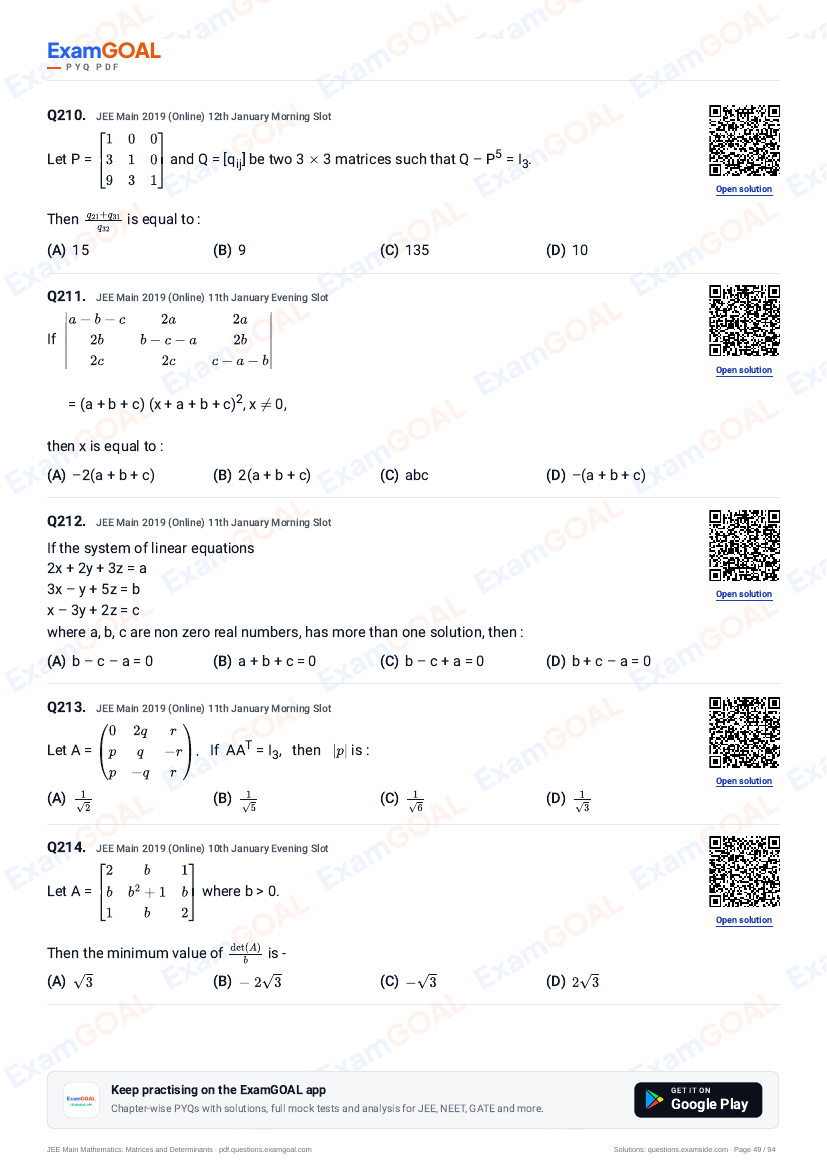 ExamGOAL
PYQ PDF
Q210. JEE Main 2019 (Online) 12th January Morning Slot
Let P = [1 0 0; 3 1 0; 9 3 1] and Q = [q_ij] be two 3 × 3 matrices such that Q − P^5 = I_3.
Open solution
Then (q_21+q_31)/q_32 is equal to :
(A) 15 (B) 9 (C) 135 (D) 10
Q211. JEE Main 2019 (Online) 11th January Evening Slot
If |a − b − c 2a 2a; 2b b − c − a 2b; 2c 2c c − a − b|
Open solution
= (a + b + c) (x + a + b + c)^2, x ≠ 0,
then x is equal to :
(A) −2(a + b + c) (B) 2(a + b + c) (C) abc (D) −(a + b + c)
Q212. JEE Main 2019 (Online) 11th January Morning Slot
If the system of linear equations
2x + 2y + 3z = a
3x − y + 5z = b
Open solution
x − 3y + 2z = c
where a, b, c are non zero real numbers, has more than one solution, then :
(A) b − c − a = 0 (B) a + b + c = 0 (C) b − c + a = 0 (D) b + c − a = 0
Q213. JEE Main 2019 (Online) 11th January Morning Slot
Let A = (0 2q r; p q −r; p −q r). If AA^T = I_3, then |p| is :
Open solution
(A) 1/√2 (B) 1/√5 (C) 1/√6 (D) 1/√3
Q214. JEE Main 2019 (Online) 10th January Evening Slot
Let A = [2 b 1; b b^2 + 1 b; 1 b 2] where b > 0.
Open solution
Then the minimum value of det(A)/b is -
(A) √3 (B) − 2√3 (C) −√3 (D) 2√3
Keep practising on the ExamGOAL app
Chapter-wise PYQs with solutions, full mock tests and analysis for JEE, NEET, GATE and more.
GET IT ON
Google Play
JEE Main Mathematics: Matrices and Determinants · pdf.questions.examgoal.com
Solutions: questions.examside.com - Page 49 / 94